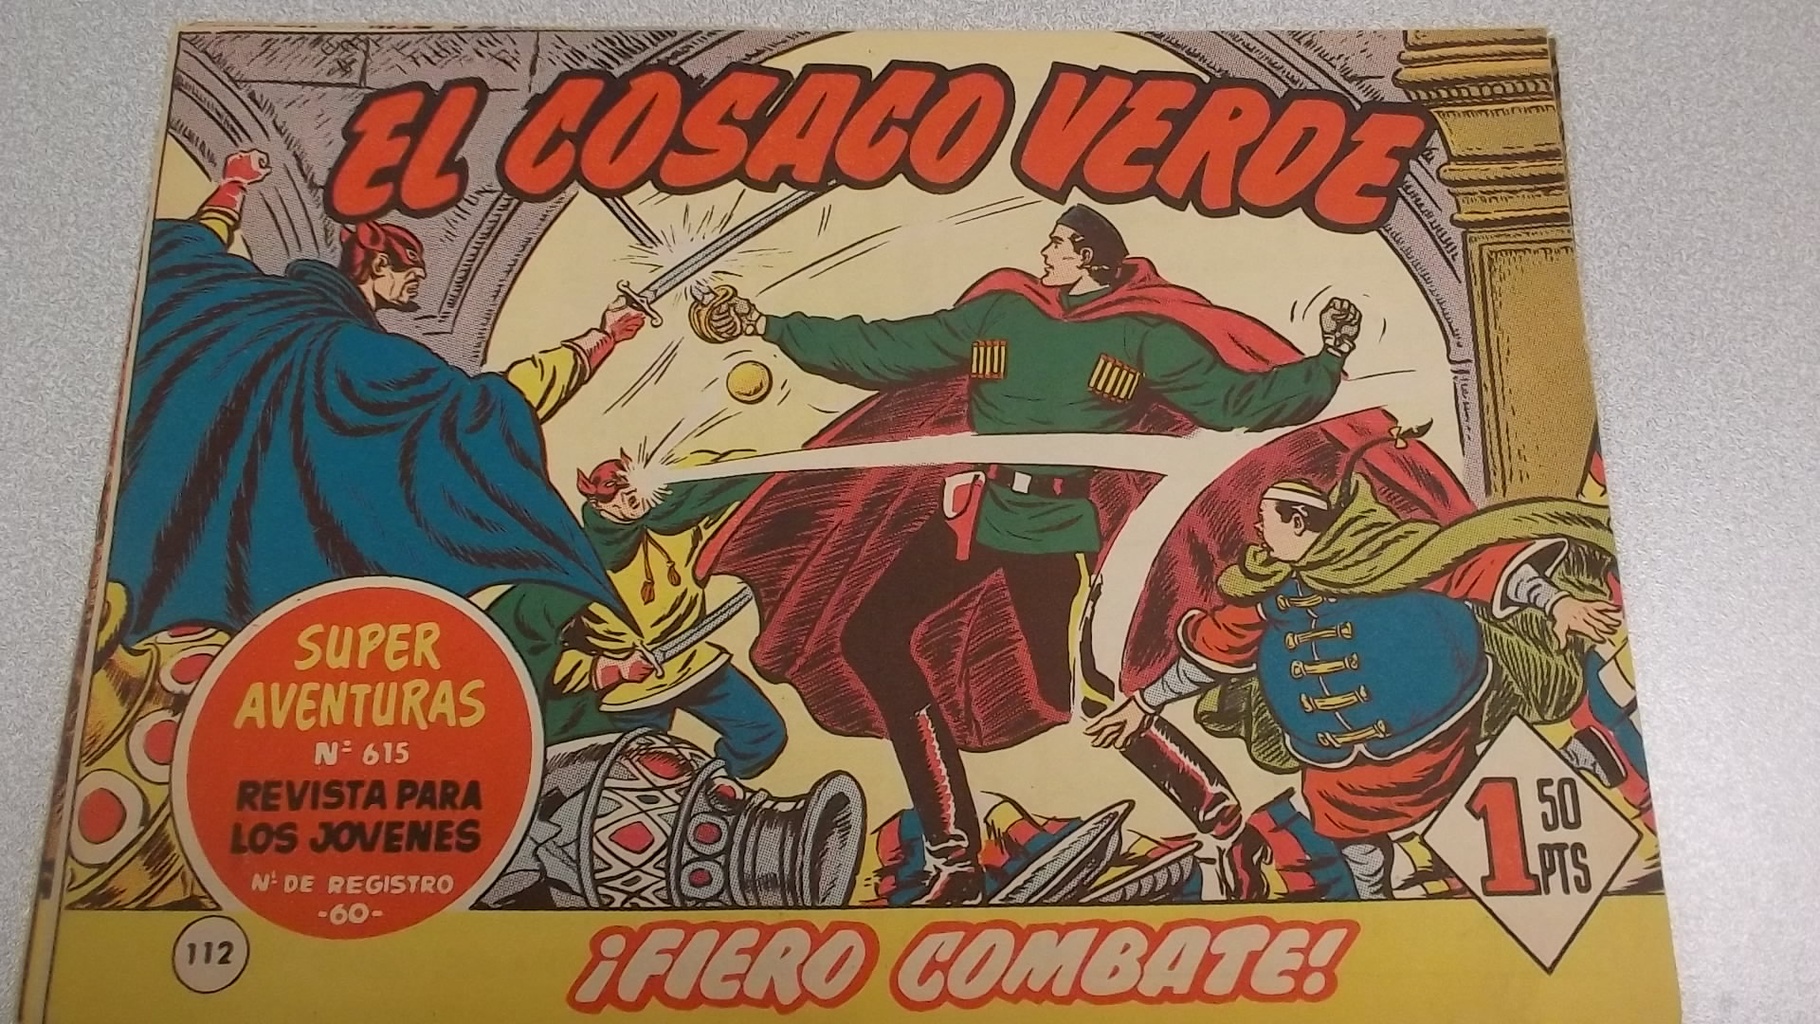 EL COSACO VERDE
SUPER
AVENTURAS
Nº 615
REVISTA PARA
LOS JOVENES
Nº DE REGISTRO
-60-
1 50
PTS
112
¡FIERO COMBATE!